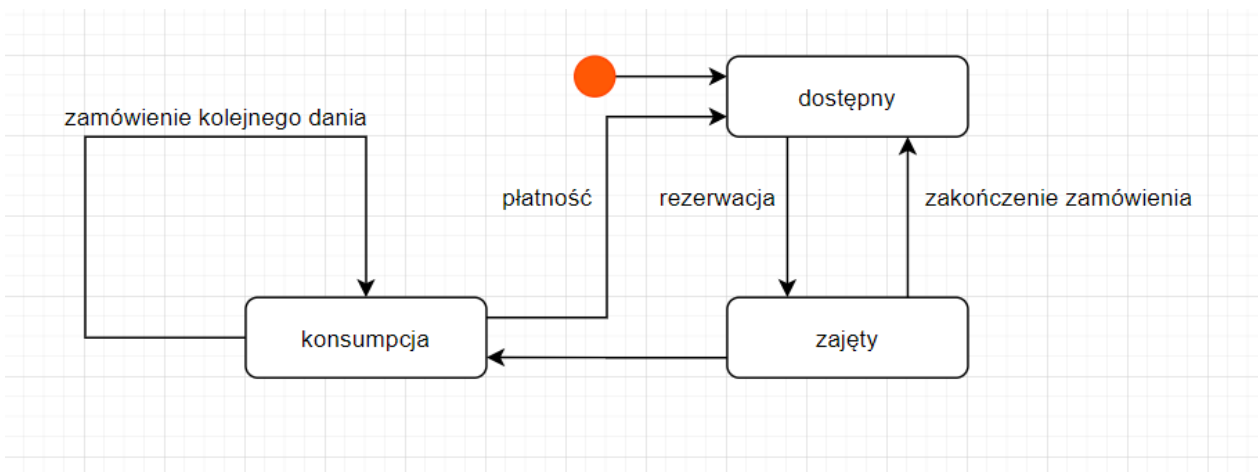 dostępny
zamówienie kolejnego dania
płatność
rezerwacja
zakończenie zamówienia
konsumpcja
zajęty